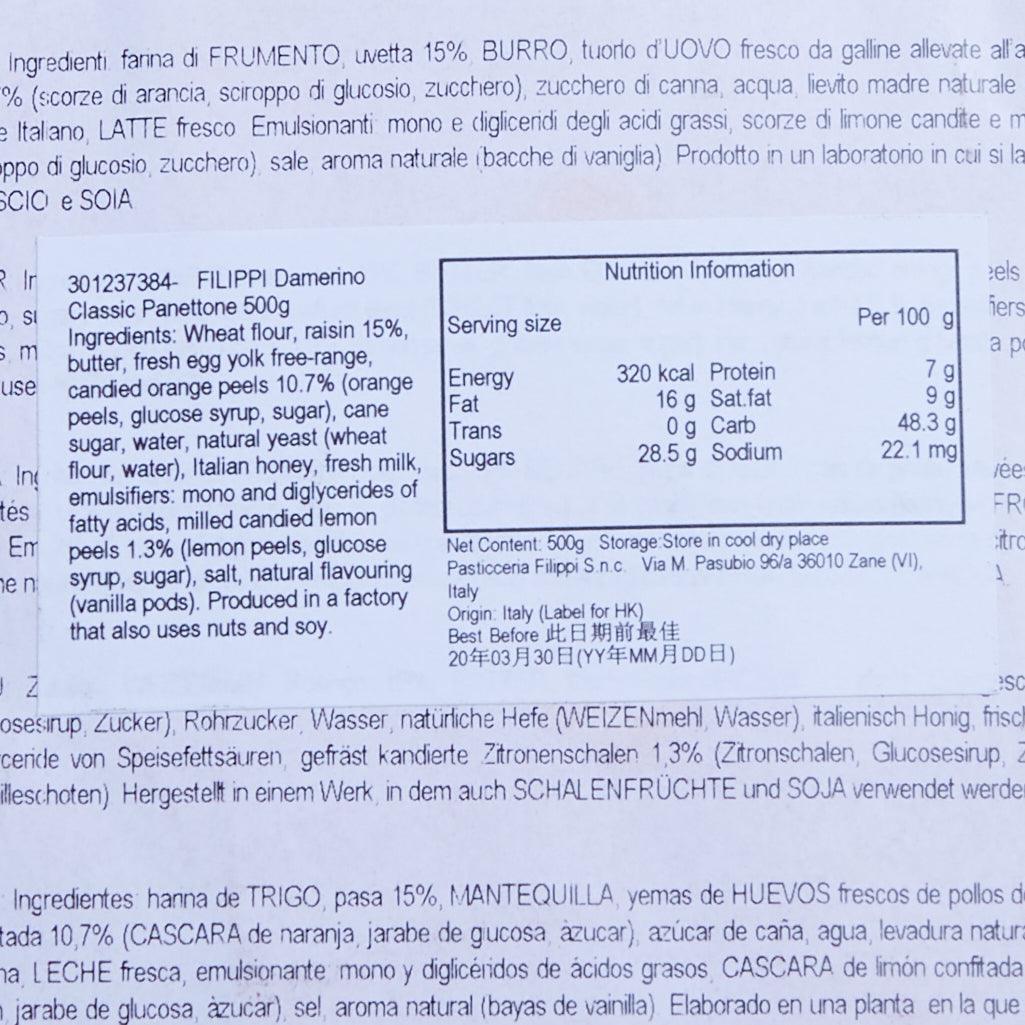 Ingredienti farina di FRUMENTO, uvetta 15%, BURRO, tuorlo d'UOVO fresco da galline allevate all'a
% (scorze di arancia, sciroppo di glucosio, zucchero), zucchero di canna, acqua, lievito madre naturale
e Italiano, LATTE fresco Emulsionanti mono e digliceridi degli acidi grassi, scorze di limone candite e m
oppo di glucosio, zucchero), sale, aroma naturale (bacche di vaniglia) Prodotto in un laboratorio in cui si la
SCIO e SOIA
301237384- FILIPPI Damerino
Classic Panettone 500g
Ingredients: Wheat flour, raisin 15%,
butter, fresh egg yolk free-range,
candied orange peels 10.7% (orange
peels, glucose syrup, sugar), cane
sugar, water, natural yeast (wheat
flour, water), Italian honey, fresh milk,
emulsifiers: mono and diglycerides of
fatty acids, milled candied lemon
peels 1.3% (lemon peels, glucose
syrup, sugar), salt, natural flavouring
(vanilla pods). Produced in a factory
that also uses nuts and soy.
Nutrition Information
Serving size Per 100 g
Energy 320 kcal Protein 7 g
Fat 16 g Sat.fat 9 g
Trans 0 g Carb 48.3 g
Sugars 28.5 g Sodium 22.1 mg
Net Content: 500g Storage:Store in cool dry place
Pasticceria Filippi S.n.c. Via M. Pasubio 96/a 36010 Zane (VI),
Italy
Origin: Italy (Label for HK)
Best Before 此日期前最佳
20年03月30日(YY年MM月DD日)
osesirup, Zucker), Rohrzucker, Wasser, natürliche Hefe (WEIZENmehl, Wasser), italienisch Honig, frisch
ceride von Speisefettsäuren, gefräst kandierte Zitronenschalen 1,3% (Zitronschalen, Glucosesirup, Z
illeschoten) Hergestellt in einem Werk, in dem auch SCHALENFRÜCHTE und SOJA verwendet werde
Ingredientes: harina de TRIGO, pasa 15%, MANTEQUILLA, yemas de HUEVOS frescos de pollos d
tada 10,7% (CASCARA de naranja, jarabe de glucosa, àzucar), azúcar de caña, agua, levadura natura
na, LECHE fresca, emulsionante: mono y diglicéridos de ácidos grasos, CASCARA de limón confitada
jarabe de glucosa, àzucar), sel, aroma natural (bayas de vainilla) Elaborado en una planta en la que